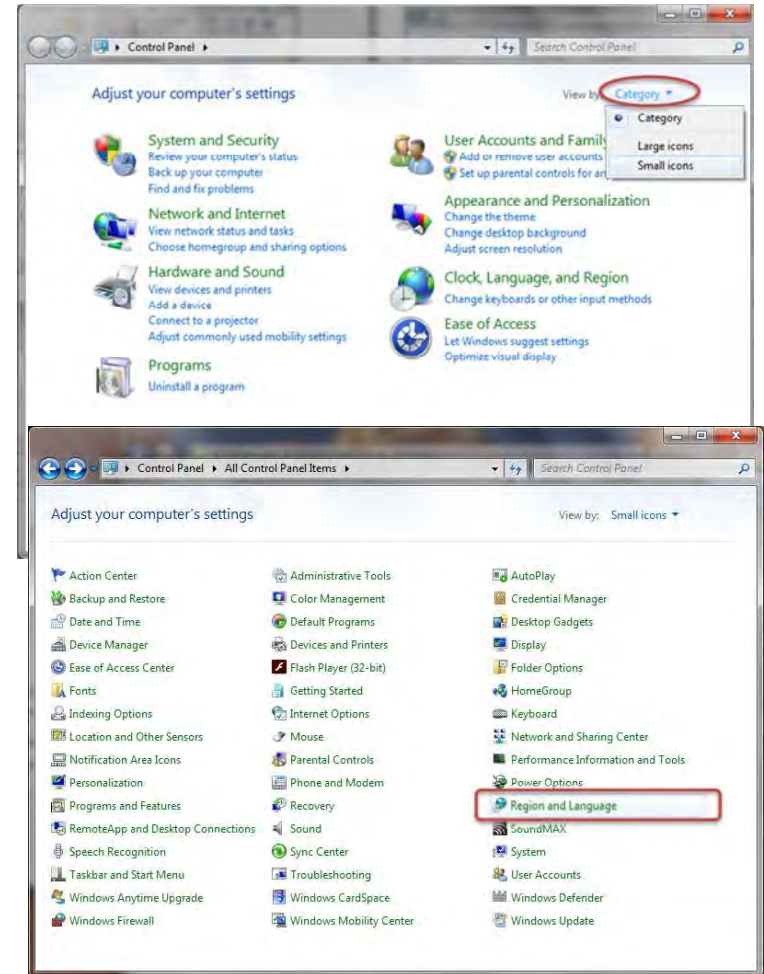 Control Panel
Search Control Panel
Adjust your computer's settings
View by: Category
Category
Large icons
Small icons
System and Security
Review your computer's status
Back up your computer
Find and fix problems
Network and Internet
View network status and tasks
Choose homegroup and sharing options
Hardware and Sound
View devices and printers
Add a device
Connect to a projector
Adjust commonly used mobility settings
Programs
Uninstall a program
User Accounts and Family
Add or remove user accounts
Set up parental controls for
Appearance and Personalization
Change the theme
Change desktop background
Adjust screen resolution
Clock, Language, and Region
Change keyboards or other input methods
Ease of Access
Let Windows suggest settings
Optimize visual display
Control Panel All Control Panel Items
Search Control Panel
Adjust your computer's settings
View by: Small icons
Action Center Administrative Tools AutoPlay
Backup and Restore Color Management Credential Manager
Date and Time Default Programs Desktop Gadgets
Device Manager Devices and Printers Display
Ease of Access Center Flash Player (32-bit) Folder Options
Fonts Getting Started HomeGroup
Indexing Options Internet Options Keyboard
Location and Other Sensors Mouse Network and Sharing Center
Notification Area Icons Parental Controls Performance Information and Tools
Personalization Phone and Modem Power Options
Programs and Features Recovery Region and Language
RemoteApp and Desktop Connections Sound SoundMAX
Speech Recognition Sync Center System
Taskbar and Start Menu Troubleshooting User Accounts
Windows Anytime Upgrade Windows CardSpace Windows Defender
Windows Firewall Windows Mobility Center Windows Update